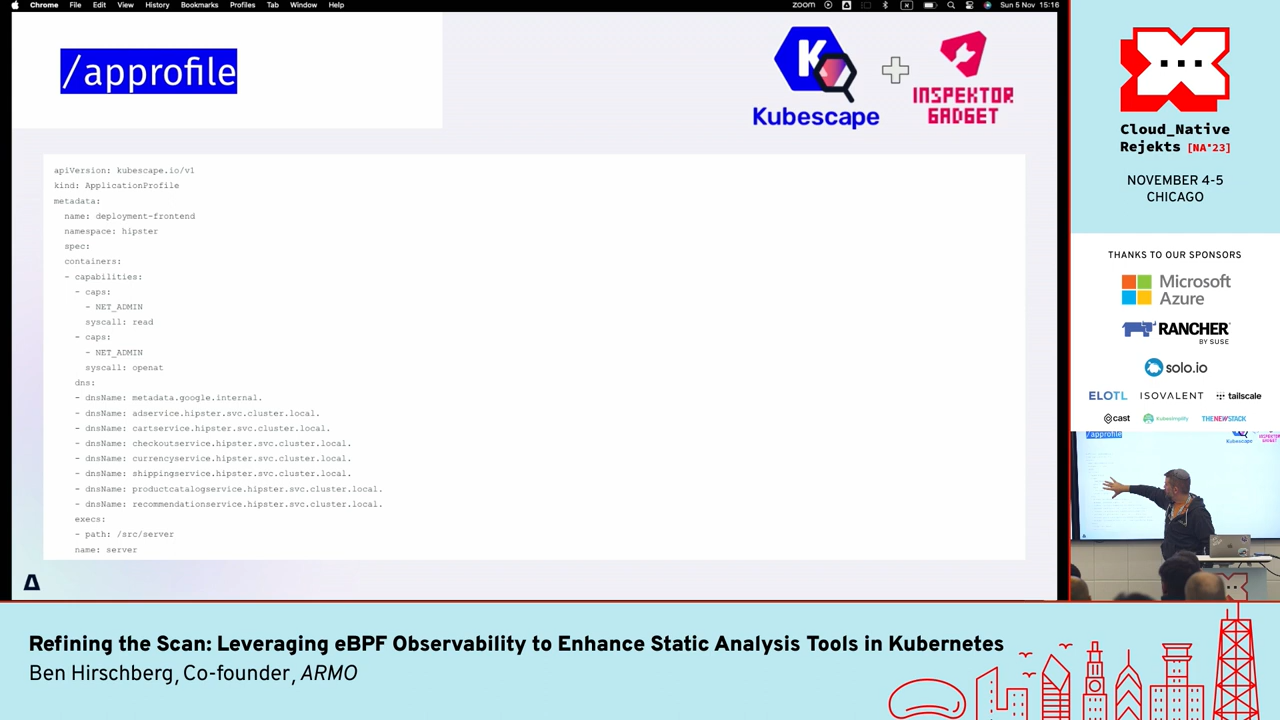 Chrome File Edit View History Bookmarks Profiles Tab Window Help
zoom Sun 5 Nov 15:16
/approfile
Kubescape
INSPEKTOR
GADGET
apiVersion: kubescape.io/v1
kind: ApplicationProfile
metadata:
name: deployment-frontend
namespace: hipster
spec:
containers:
- capabilities:
- caps:
- NET_ADMIN
syscall: read
- caps:
- NET_ADMIN
syscall: openat
dns:
- dnsName: metadata.google.internal.
- dnsName: adservice.hipster.svc.cluster.local.
- dnsName: cartservice.hipster.svc.cluster.local.
- dnsName: checkoutservice.hipster.svc.cluster.local.
- dnsName: currencyservice.hipster.svc.cluster.local.
- dnsName: shippingservice.hipster.svc.cluster.local.
- dnsName: productcatalogservice.hipster.svc.cluster.local.
- dnsName: recommendationservice.hipster.svc.cluster.local.
execs:
- path: /src/server
name: server
Cloud_Native
Rejekts [NA'23]
NOVEMBER 4-5
CHICAGO
THANKS TO OUR SPONSORS
Microsoft
Azure
RANCHER
BY SUSE
solo.io
ELOTL ISOVALENT tailscale
cast Kubesimplify THENEWSTACK
/approfile
Kubescape
INSPEKTOR
GADGET
Refining the Scan: Leveraging eBPF Observability to Enhance Static Analysis Tools in Kubernetes
Ben Hirschberg, Co-founder, ARMO